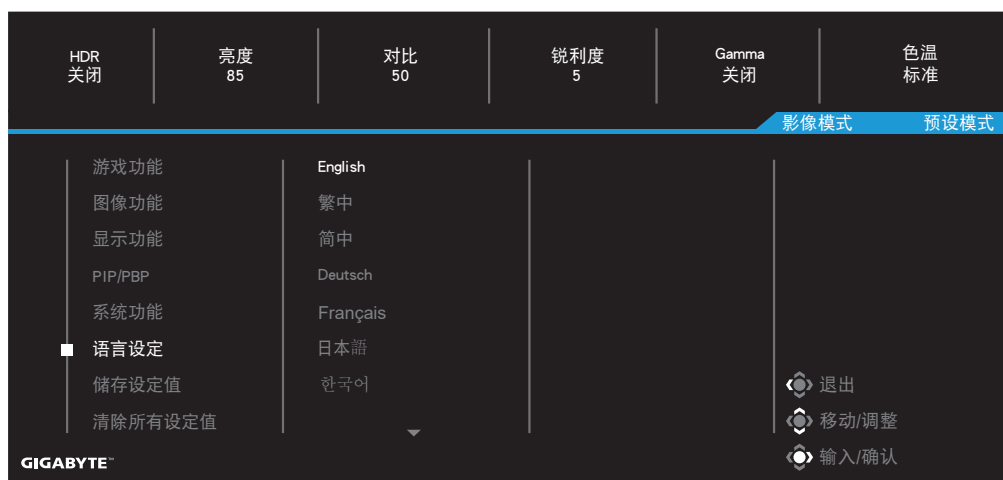 HDR
关闭
亮度
85
对比
50
锐利度
5
Gamma
关闭
色温
标准
影像模式 预设模式
游戏功能
图像功能
显示功能
PIP/PBP
系统功能
语言设定
储存设定值
清除所有设定值
English
繁中
简中
Deutsch
Français
日本語
한국어
退出
移动/调整
输入/确认
GIGABYTE™